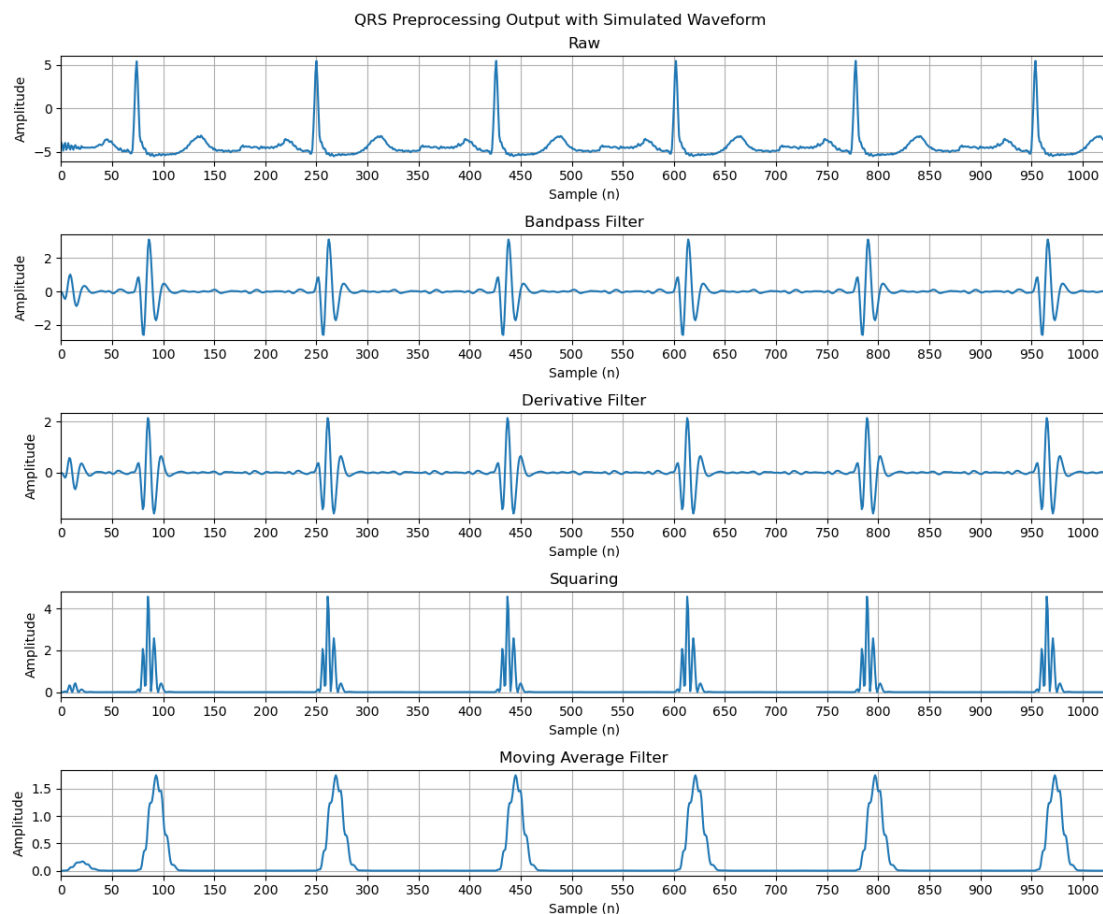 QRS Preprocessing Output with Simulated Waveform
Raw
Amplitude
5
0
−5
0 50 100 150 200 250 300 350 400 450 500 550 600 650 700 750 800 850 900 950 1000
Sample (n)
Bandpass Filter
Amplitude
2
0
−2
0 50 100 150 200 250 300 350 400 450 500 550 600 650 700 750 800 850 900 950 1000
Sample (n)
Derivative Filter
Amplitude
2
0
0 50 100 150 200 250 300 350 400 450 500 550 600 650 700 750 800 850 900 950 1000
Sample (n)
Squaring
Amplitude
4
2
0
0 50 100 150 200 250 300 350 400 450 500 550 600 650 700 750 800 850 900 950 1000
Sample (n)
Moving Average Filter
Amplitude
1.5
1.0
0.5
0.0
0 50 100 150 200 250 300 350 400 450 500 550 600 650 700 750 800 850 900 950 1000
Sample (n)